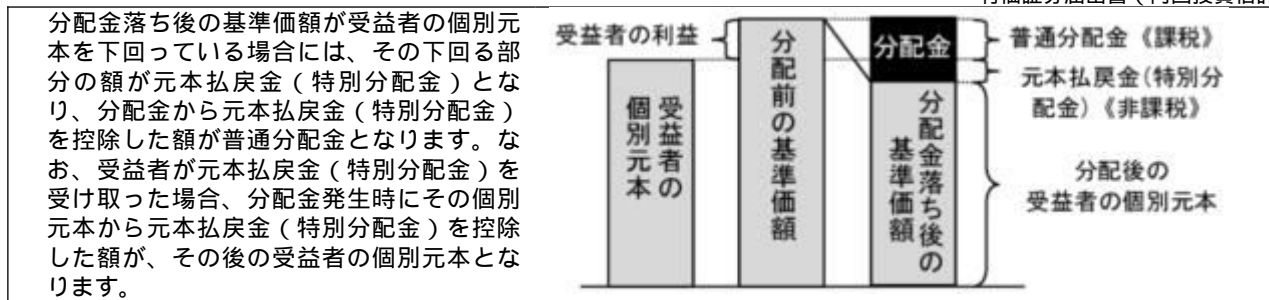 分配金落ち後の基準価額が受益者の個別元
本を下回っている場合には、その下回る部
分の額が元本払戻金（特別分配金）とな
り、分配金から元本払戻金（特別分配金）
を控除した額が普通分配金となります。な
お、受益者が元本払戻金（特別分配金）を
受け取った場合、分配金発生時にその個別
元本から元本払戻金（特別分配金）を控除
した額が、その後の受益者の個別元本とな
ります。
受益者の利益
受益者の
個別元本
分配前の基準価額
分配金
分配金落ち後の
基準価額
普通分配金《課税》
元本払戻金(特別分
配金)《非課税》
分配後の
受益者の個別元本